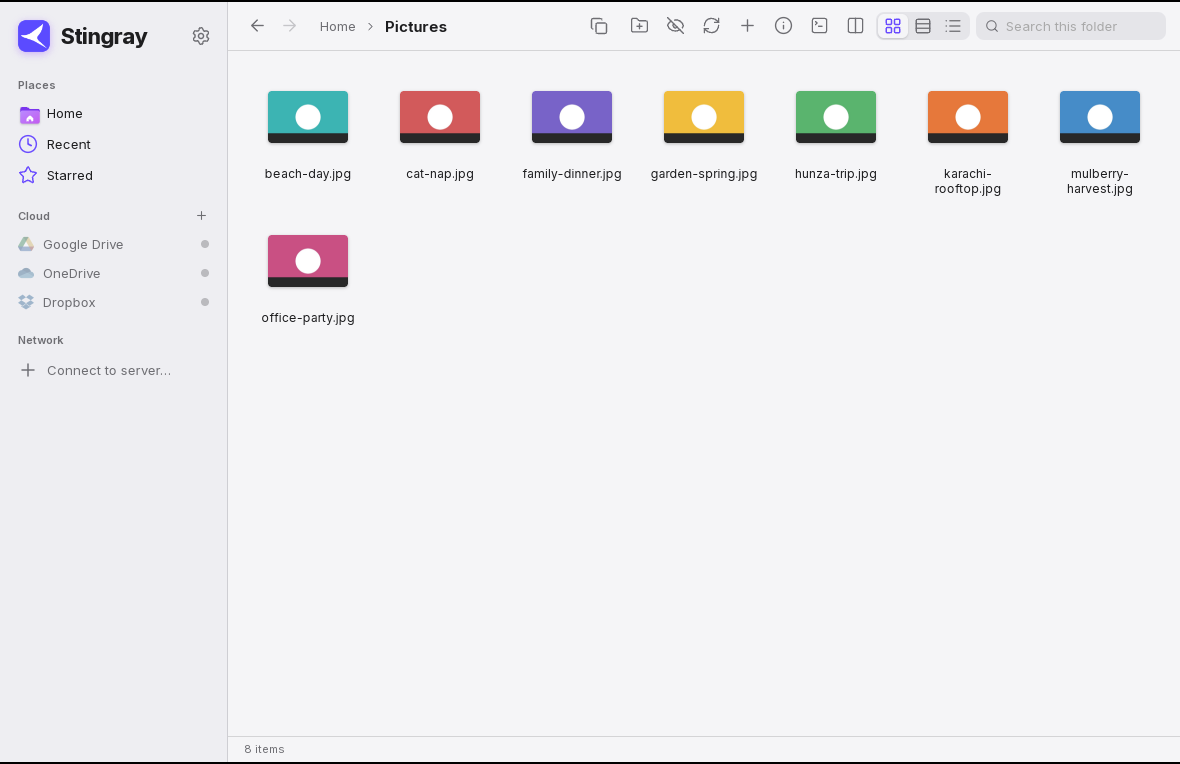 Stingray
Places
Home
Recent
Starred
Cloud
Google Drive
OneDrive
Dropbox
Network
Connect to server...
Home > Pictures
Search this folder
beach-day.jpg
cat-nap.jpg
family-dinner.jpg
garden-spring.jpg
hunza-trip.jpg
karachi-
rooftop.jpg
mulberry-
harvest.jpg
office-party.jpg
8 items